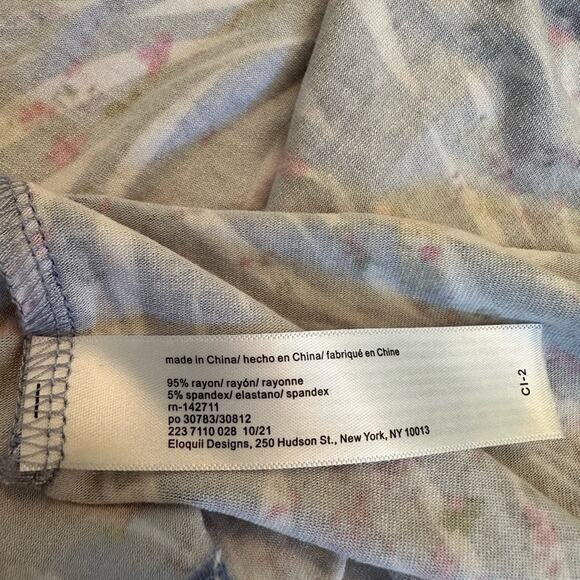 made in China/ hecho en China/ fabriqué en Chine
95% rayon/ rayón/ rayonne
5% spandex/ elastano/ spandex
rn-142711
po 30783/30812
223 7110 028 10/21
Eloquii Designs, 250 Hudson St., New York, NY 10013
CI-2